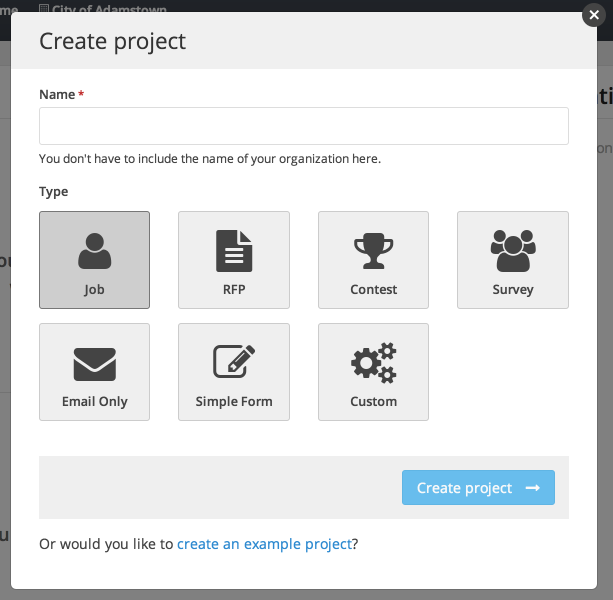 me City of Adamstown
Create project
Name *
You don't have to include the name of your organization here.
Type
Job RFP Contest Survey
Email Only Simple Form Custom
Create project →
Or would you like to create an example project?